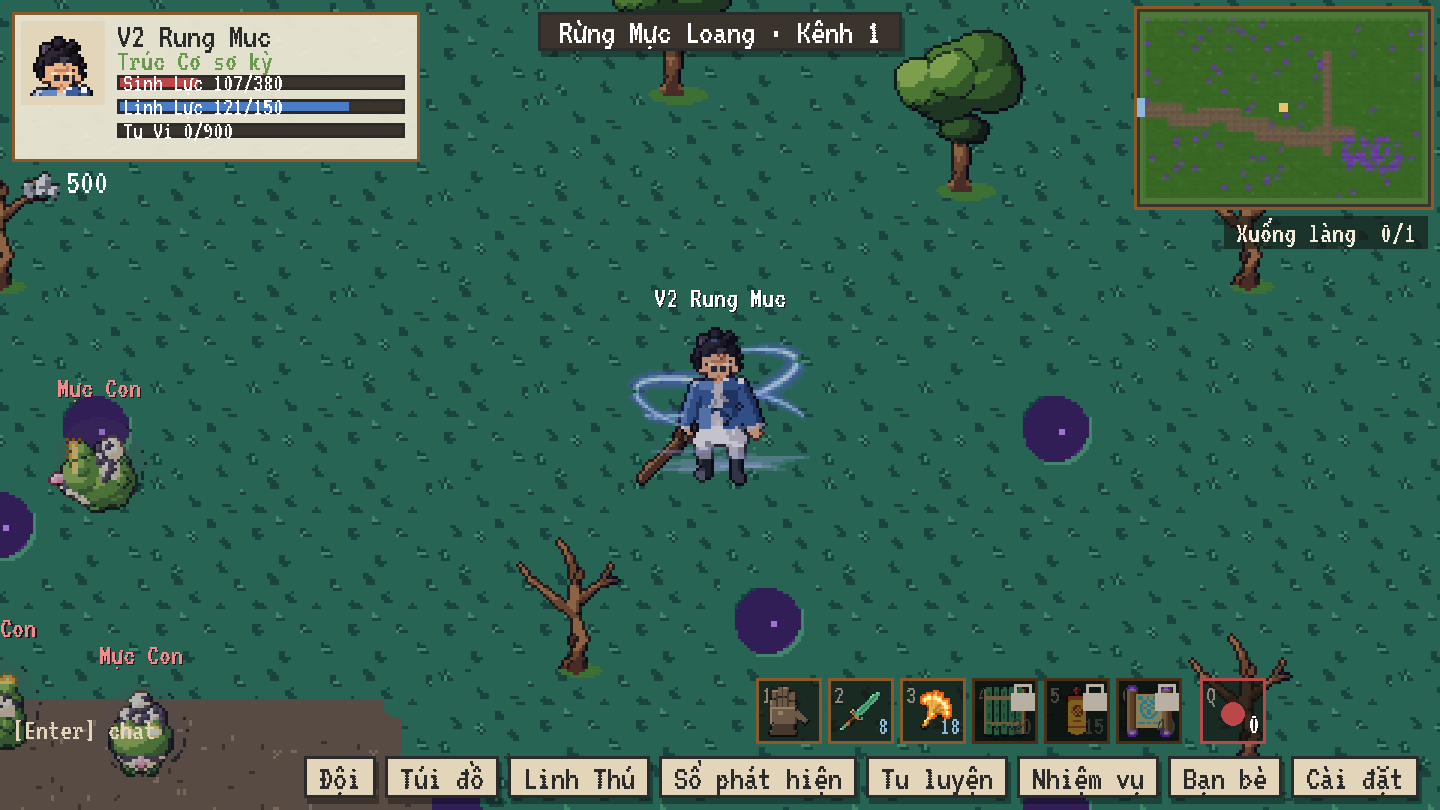 V2 Rung Muc
Trúc Cơ sơ kỳ
Sinh Lực 107/380
Linh Lực 121/150
Tu Vi 0/900
500
Rừng Mực Loang · Kênh 1
Xuống làng 0/1
V2 Rung Muc
Mực Con
Con
Mực Con
[Enter] chat
1
2
8
3
18
5
15
Q
0
Đội
Túi đồ
Linh Thú
Sổ phát hiện
Tu luyện
Nhiệm vụ
Bạn bè
Cài đặt